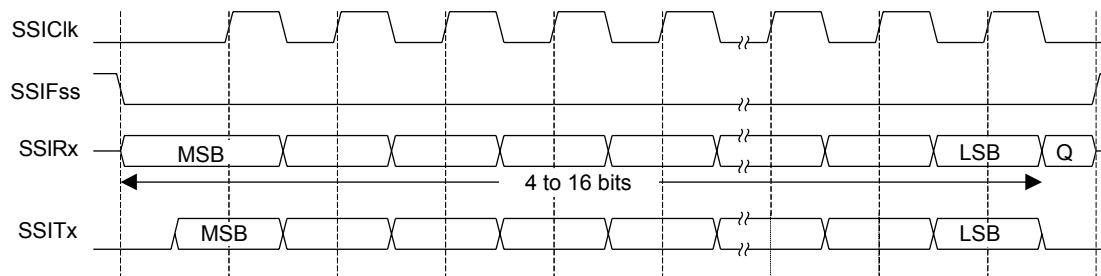 SSIClk
SSIFss
SSIRx MSB LSB Q
4 to 16 bits
SSITx MSB LSB